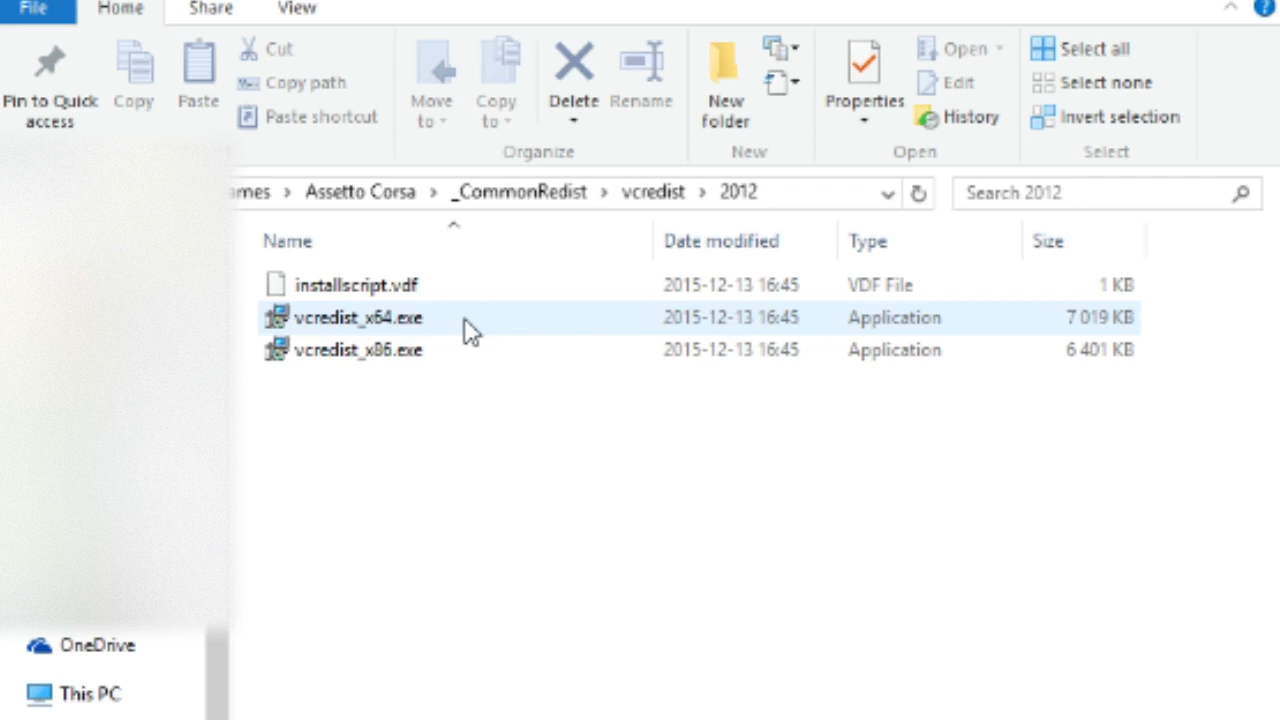 File Home Share View
Pin to Quick access
Copy
Paste
Cut
Copy path
Paste shortcut
Move to
Copy to
Delete
Rename
Organize
New folder
New
Properties
Open
Edit
History
Open
Select all
Select none
Invert selection
Select
ames > Assetto Corsa > _CommonRedist > vcredist > 2012
Search 2012
Name Date modified Type Size
installscript.vdf 2015-12-13 16:45 VDF File 1 KB
vcredist_x64.exe 2015-12-13 16:45 Application 7 019 KB
vcredist_x86.exe 2015-12-13 16:45 Application 6 401 KB
OneDrive
This PC